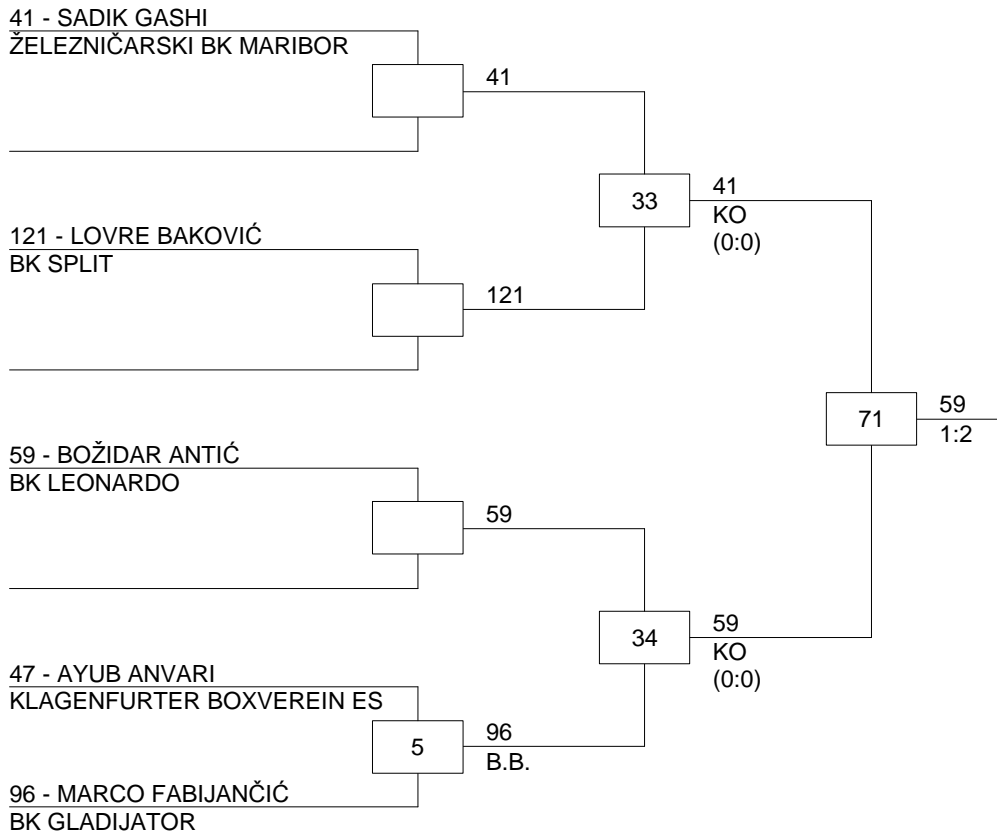 41 - SADIK GASHI
ŽELEZNIČARSKI BK MARIBOR
41
33
41
KO
(0:0)
121 - LOVRE BAKOVIĆ
BK SPLIT
121
71
59
1:2
59 - BOŽIDAR ANTIĆ
BK LEONARDO
59
34
59
KO
(0:0)
47 - AYUB ANVARI
KLAGENFURTER BOXVEREIN ES
5
96
B.B.
96 - MARCO FABIJANČIĆ
BK GLADIJATOR